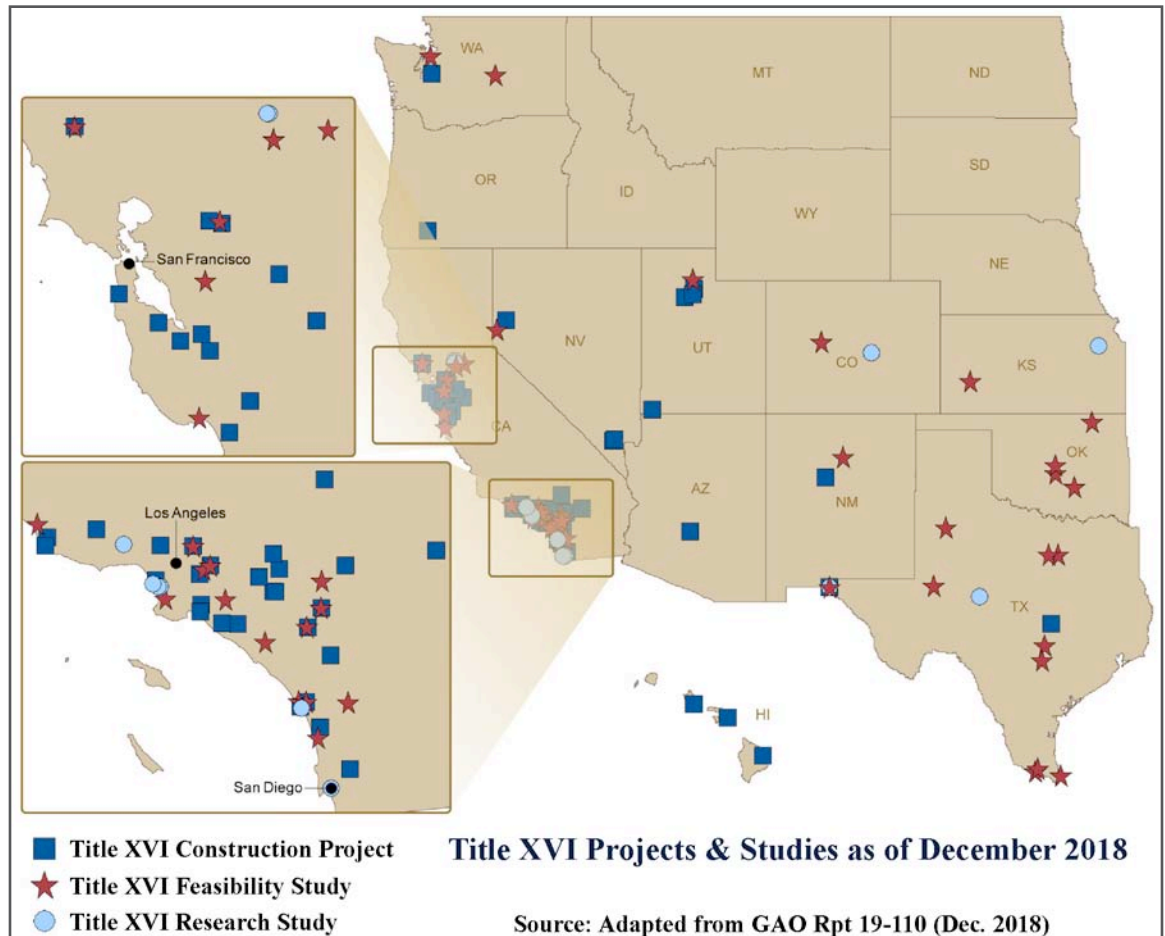 WA
MT
ND
OR
ID
SD
WY
San Francisco
NE
NV
UT
CO
KS
CA
OK
Los Angeles
AZ
NM
TX
HI
San Diego
Title XVI Construction Project
Title XVI Feasibility Study
Title XVI Research Study
Title XVI Projects & Studies as of December 2018
Source: Adapted from GAO Rpt 19-110 (Dec. 2018)